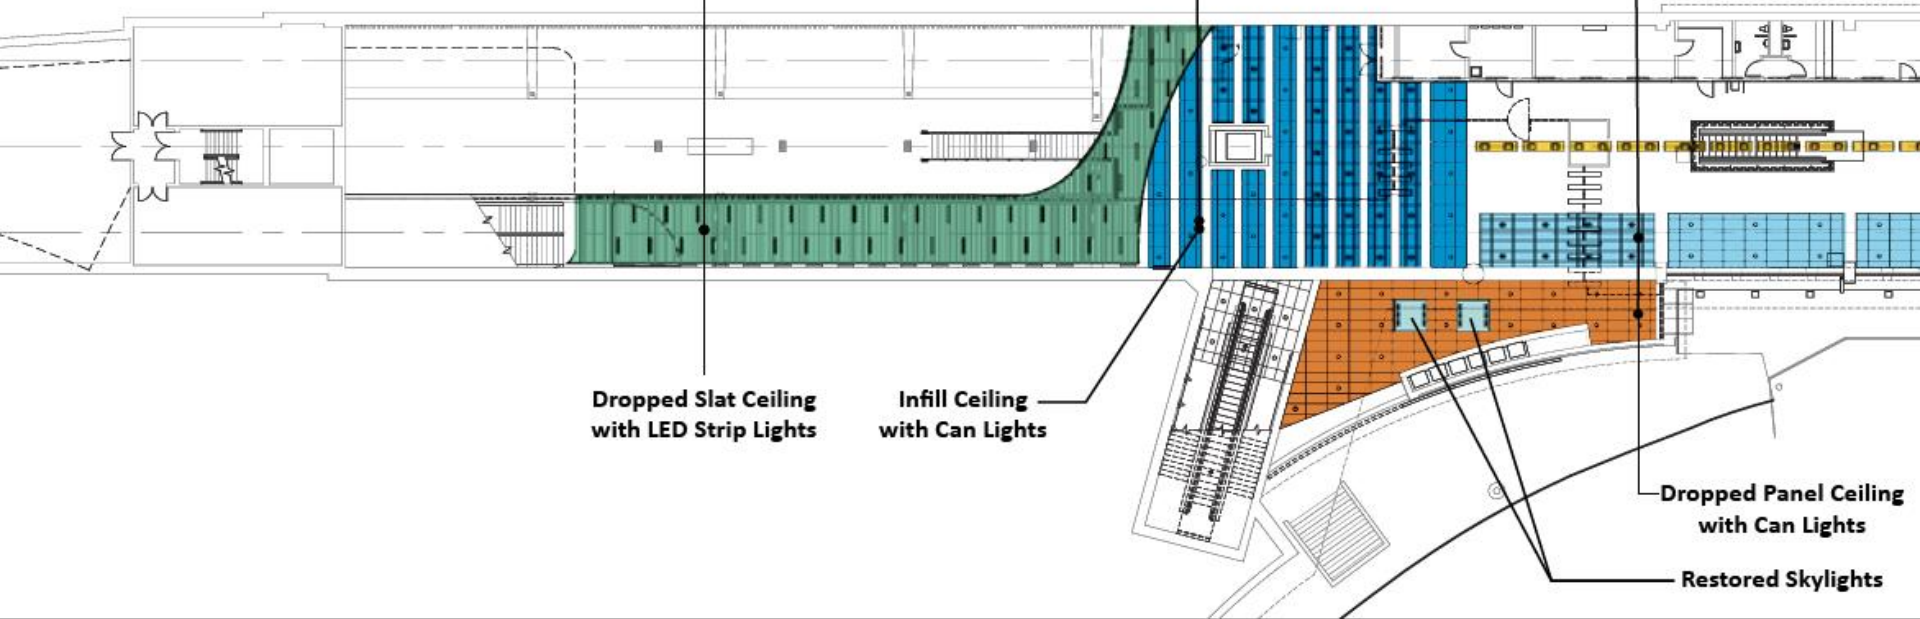 Dropped Slat Ceiling
with LED Strip Lights
Infill Ceiling
with Can Lights
Dropped Panel Ceiling
with Can Lights
Restored Skylights